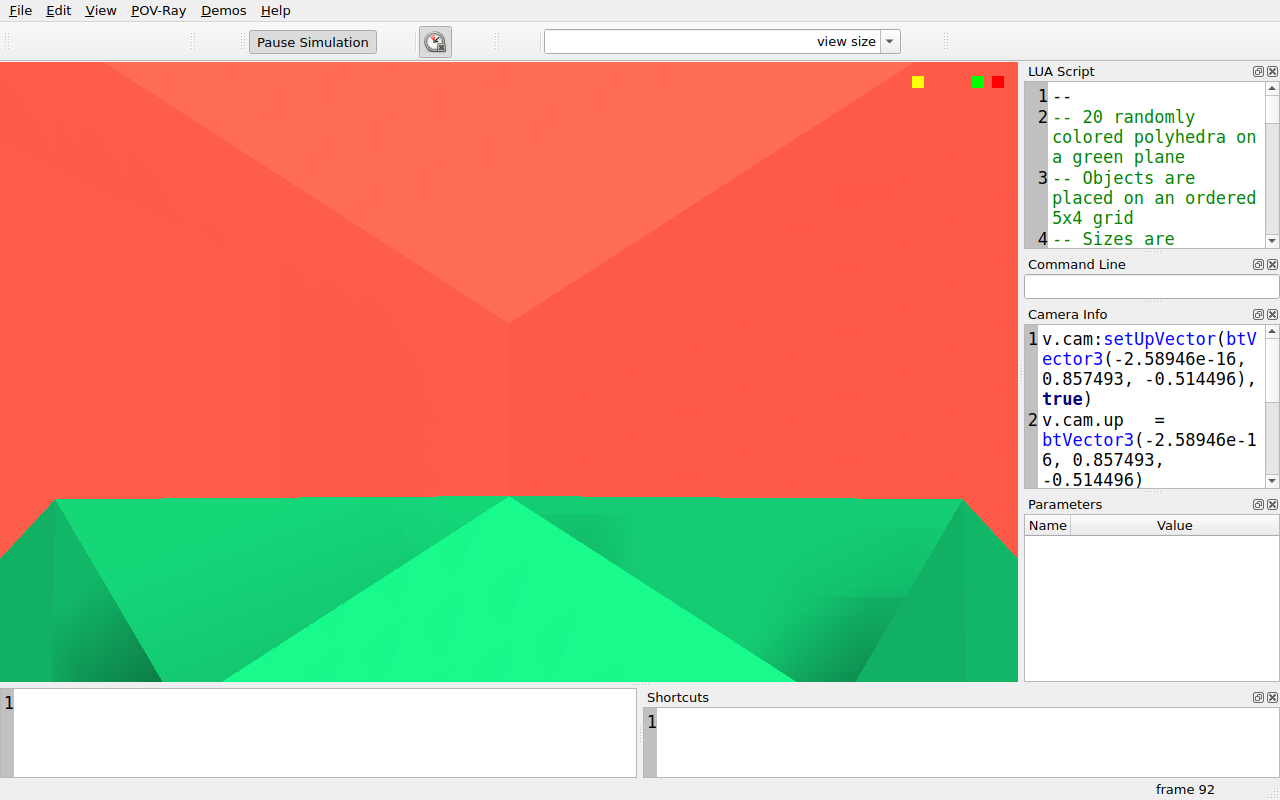 File Edit View POV-Ray Demos Help
Pause Simulation
view size
LUA Script
1 --
2 -- 20 randomly
colored polyhedra on
a green plane
3 -- Objects are
placed on an ordered
5x4 grid
4 -- Sizes are
Command Line
Camera Info
1 v.cam:setUpVector(btV
ector3(-2.58946e-16,
0.857493, -0.514496),
true)
2 v.cam.up   =
btVector3(-2.58946e-1
6, 0.857493,
-0.514496)
Parameters
Name Value
1
Shortcuts
1
frame 92